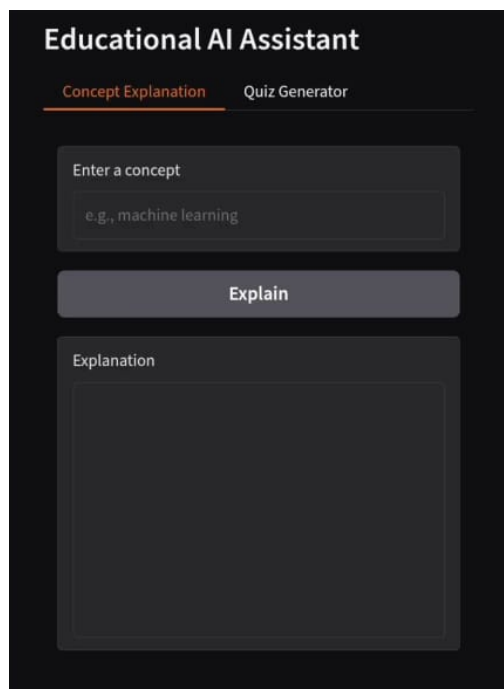 Educational AI Assistant
Concept Explanation Quiz Generator
Enter a concept
e.g., machine learning
Explain
Explanation